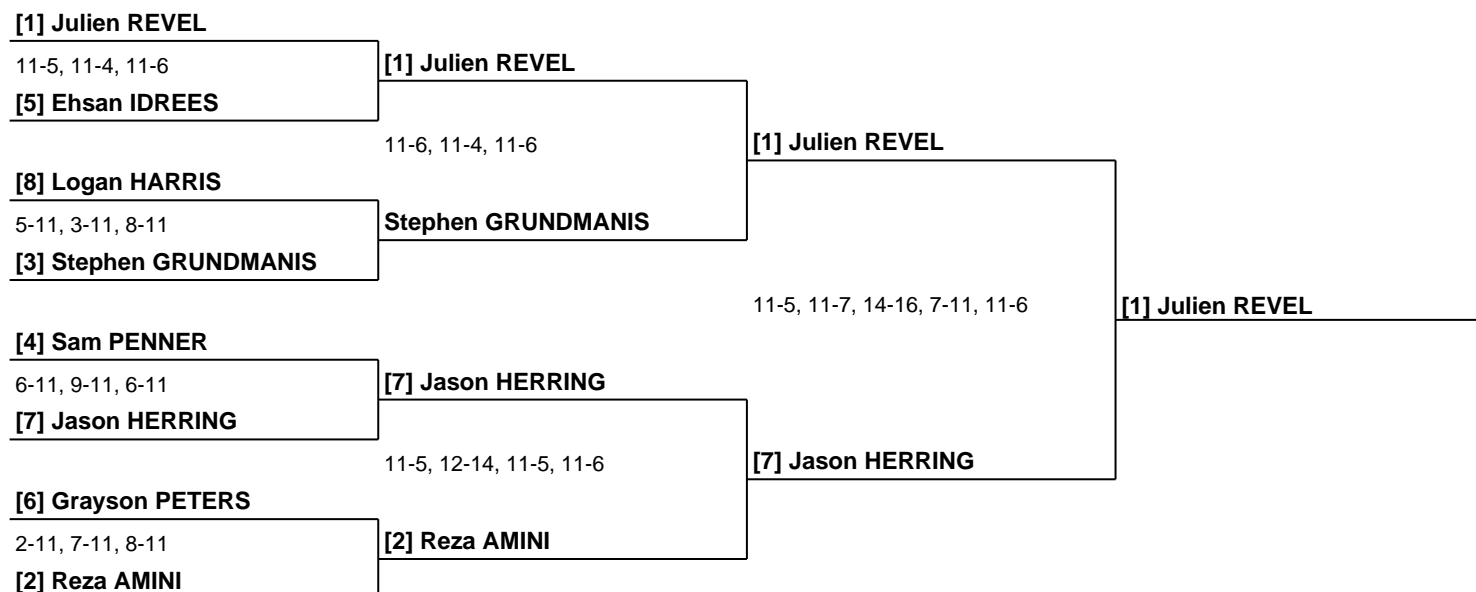 [1] Julien REVEL
11-5, 11-4, 11-6
[1] Julien REVEL
[5] Ehsan IDREES
11-6, 11-4, 11-6
[1] Julien REVEL
[8] Logan HARRIS
5-11, 3-11, 8-11
Stephen GRUNDMANIS
[3] Stephen GRUNDMANIS
11-5, 11-7, 14-16, 7-11, 11-6
[1] Julien REVEL
[4] Sam PENNER
6-11, 9-11, 6-11
[7] Jason HERRING
[7] Jason HERRING
11-5, 12-14, 11-5, 11-6
[7] Jason HERRING
[6] Grayson PETERS
2-11, 7-11, 8-11
[2] Reza AMINI
[2] Reza AMINI